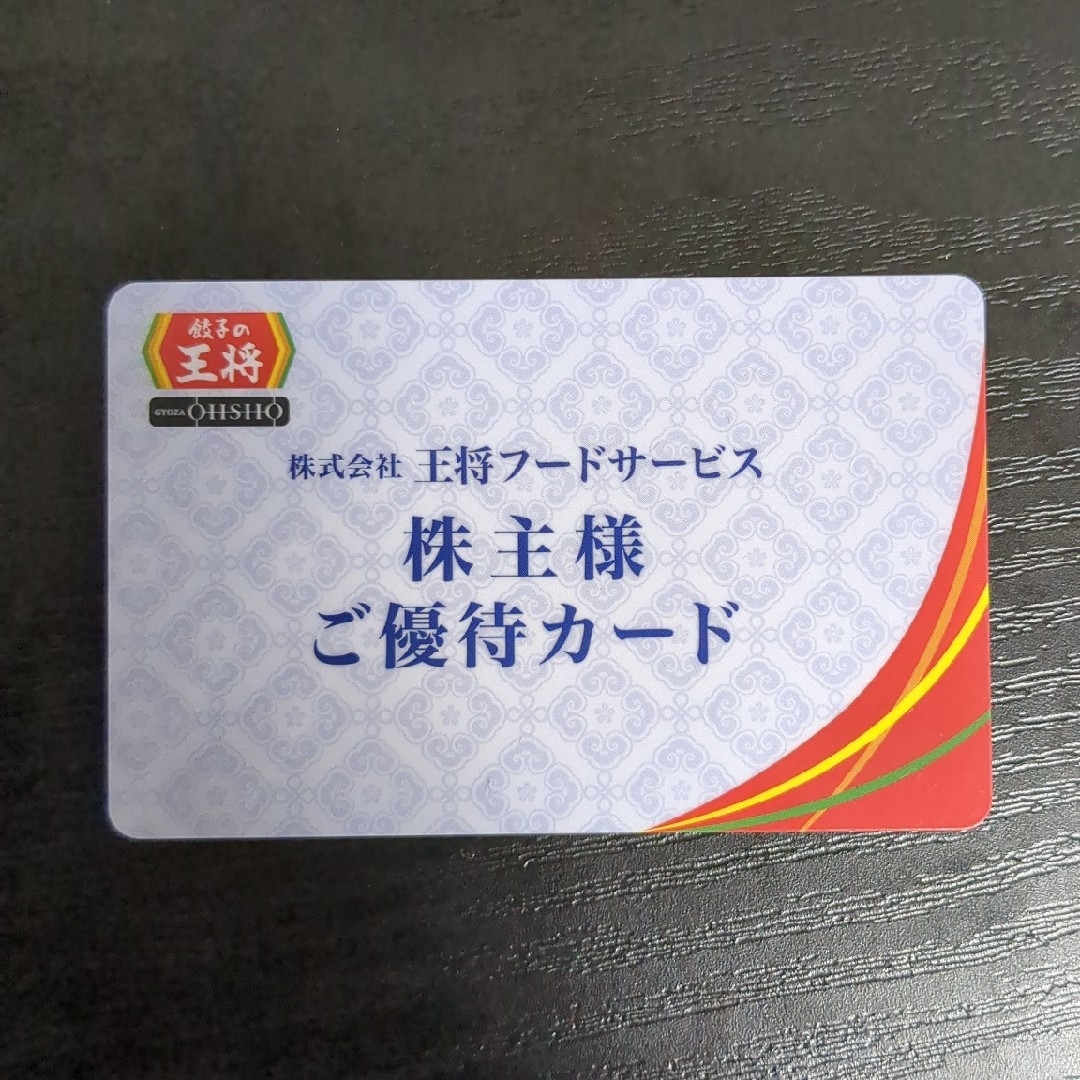 餃子の
王将
GYOZA OHSHO
株式会社 王将フードサービス
株主様
ご優待カード